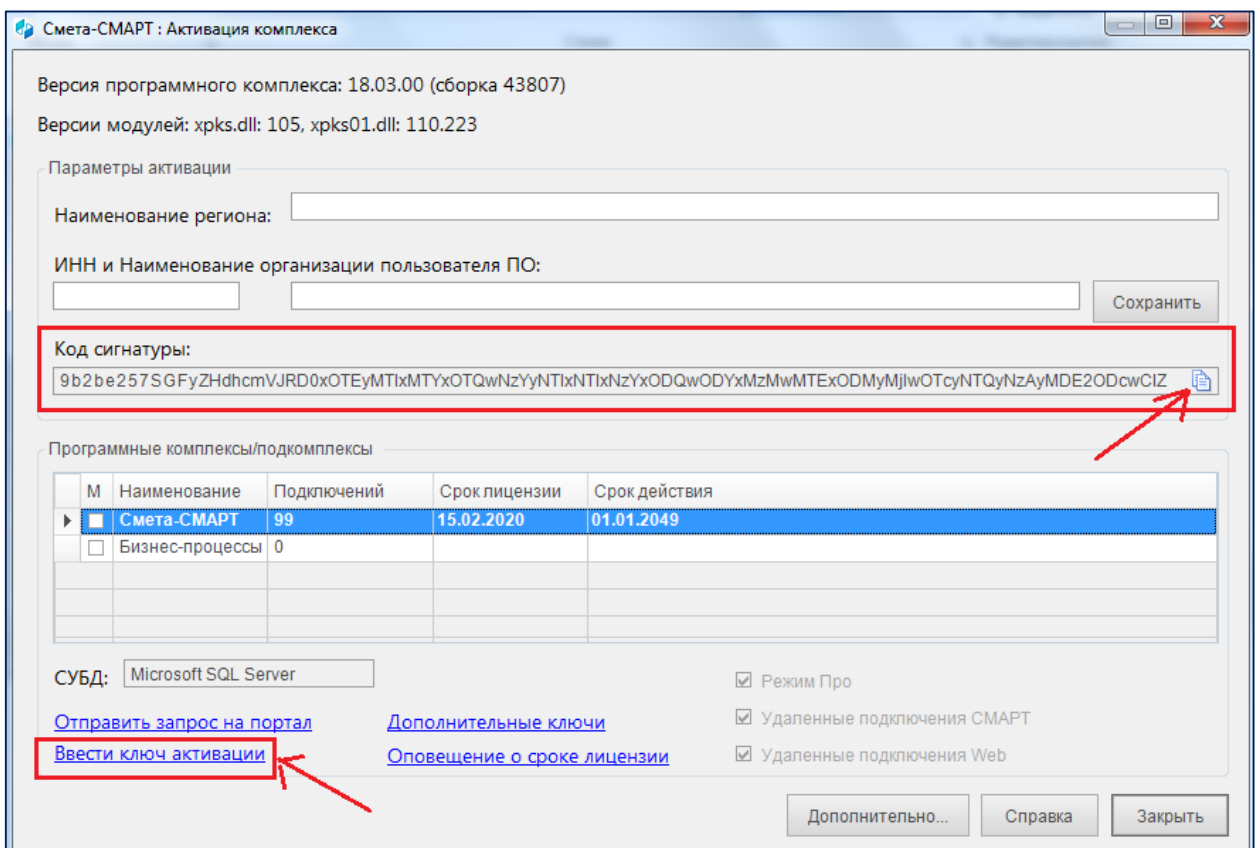 Смета-СМАРТ : Активация комплекса
Версия программного комплекса: 18.03.00 (сборка 43807)
Версии модулей: xpks.dll: 105, xpks01.dll: 110.223
Параметры активации
Наименование региона:
ИНН и Наименование организации пользователя ПО:
Сохранить
Код сигнатуры:
9b2be257SGFyZHdhcmVJRD0xOTEyMTIxMTYxOTQwNzYyNTIxNTIxNzYxODQwODYxMzMwMTExODMyMjIwOTcyNTQyNzAyMDE2ODcwCIZ
Программные комплексы/подкомплексы
М Наименование Подключений Срок лицензии Срок действия
Смета-СМАРТ 99 15.02.2020 01.01.2049
Бизнес-процессы 0
СУБД: Microsoft SQL Server
Режим Про
Отправить запрос на портал Дополнительные ключи Удаленные подключения СМАРТ
Ввести ключ активации Оповещение о сроке лицензии Удаленные подключения Web
Дополнительно... Справка Закрыть